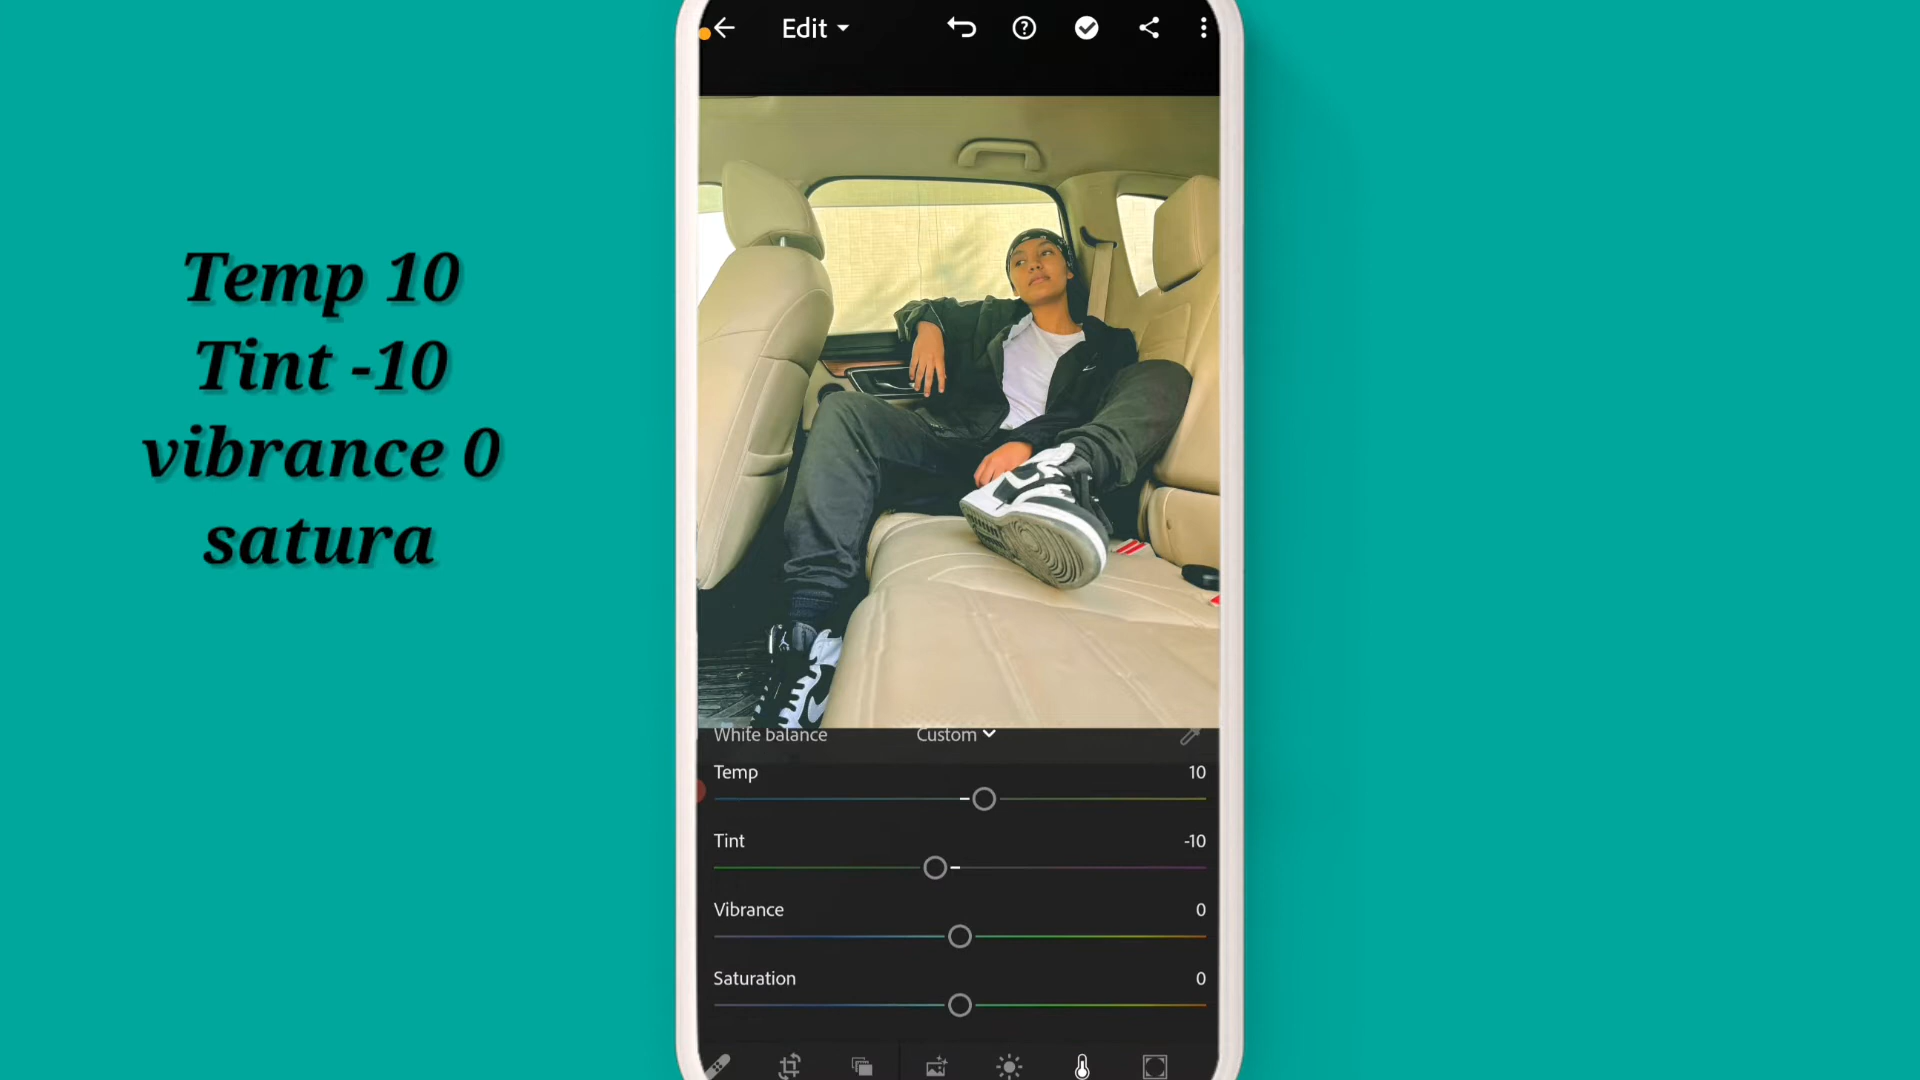 Edit
Temp 10
Tint -10
vibrance 0
satura
White balance
Custom
Temp
10
Tint
-10
Vibrance
0
Saturation
0